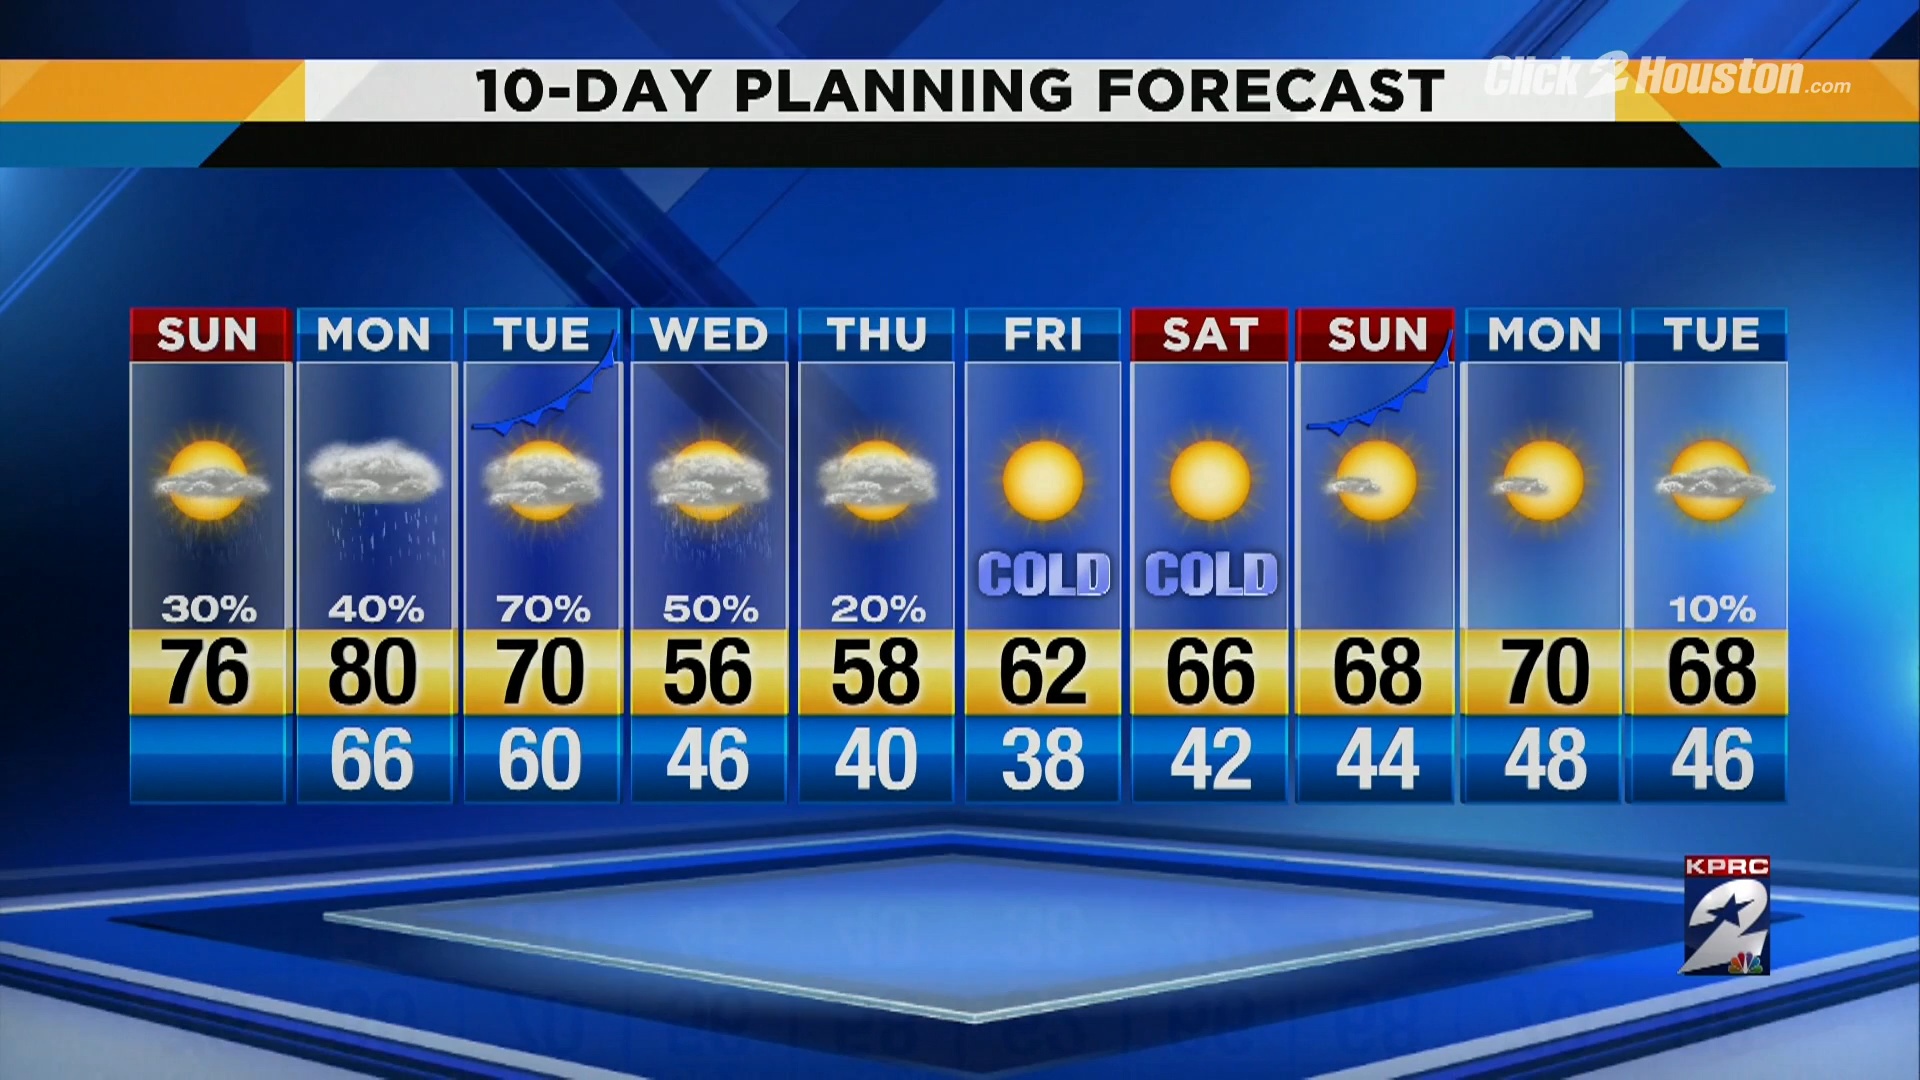 10-DAY PLANNING FORECAST
Click2Houston.com
SUN MON TUE WED THU FRI SAT SUN MON TUE
COLD COLD
30% 40% 70% 50% 20% 10%
76 80 70 56 58 62 66 68 70 68
66 60 46 40 38 42 44 48 46
KPRC
2